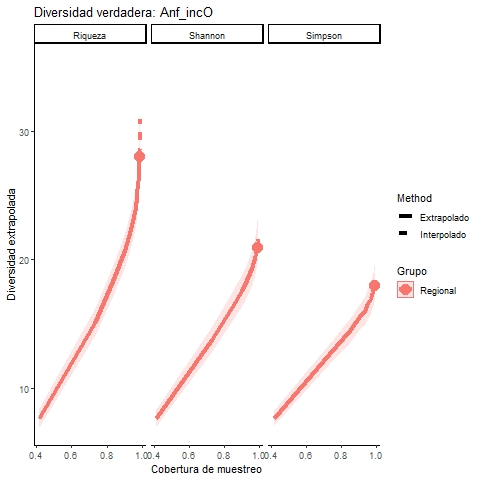 Diversidad verdadera: Anf_incO
Riqueza
Shannon
Simpson
Diversidad extrapolada
30
20
10
0.4 0.6 0.8 1.0
0.4 0.6 0.8 1.0
0.4 0.6 0.8 1.0
Cobertura de muestreo
Method
Extrapolado
Interpolado
Grupo
Regional